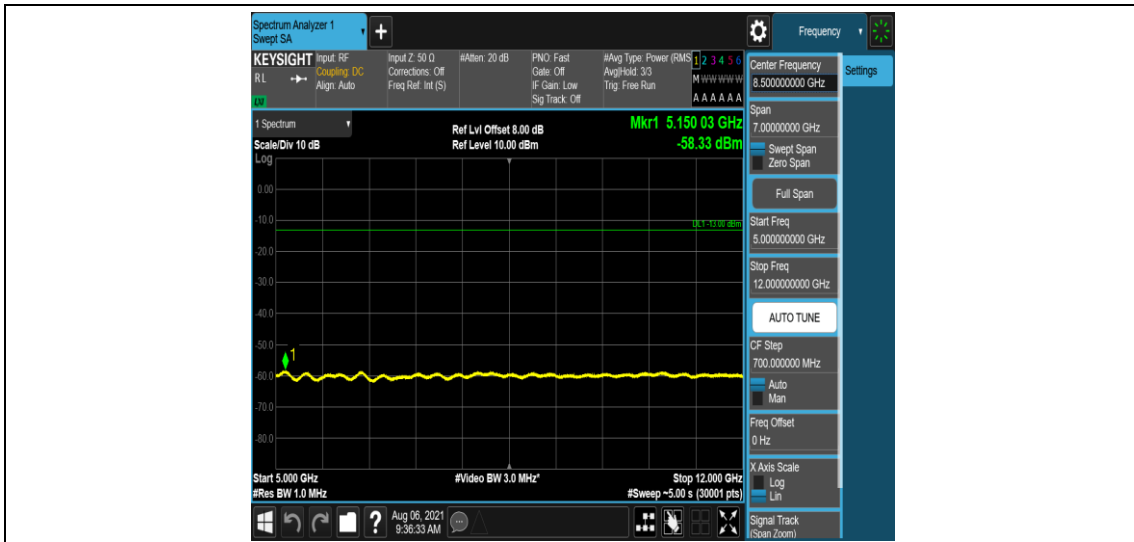 Spectrum Analyzer 1
Swept SA
+
Frequency
KEYSIGHT
RL
LM
Input: RF
Coupling: DC
Align: Auto
Input Z: 50 Ω
Corrections: Off
Freq Ref: Int (S)
#Atten: 20 dB
PNO: Fast
Gate: Off
IF Gain: Low
Sig Track: Off
#Avg Type: Power (RMS
Avg|Hold: 3/3
Trig: Free Run
1 2 3 4 5 6
M W W W W W
A A A A A A
1 Spectrum
Scale/Div 10 dB
Log
Ref Lvl Offset 8.00 dB
Ref Level 10.00 dBm
Mkr1 5.150 03 GHz
-58.33 dBm
0.00
-10.0
DL1 -13.00 dBm
-20.0
-30.0
-40.0
-50.0
1
-60.0
-70.0
-80.0
Start 5.000 GHz
#Res BW 1.0 MHz
#Video BW 3.0 MHz*
Stop 12.000 GHz
#Sweep ~5.00 s (30001 pts)
?
Aug 06, 2021
9:36:33 AM
Center Frequency
8.500000000 GHz
Settings
Span
7.00000000 GHz
Swept Span
Zero Span
Full Span
Start Freq
5.000000000 GHz
Stop Freq
12.000000000 GHz
AUTO TUNE
CF Step
700.000000 MHz
Auto
Man
Freq Offset
0 Hz
X Axis Scale
Log
Lin
Signal Track
(Span Zoom)